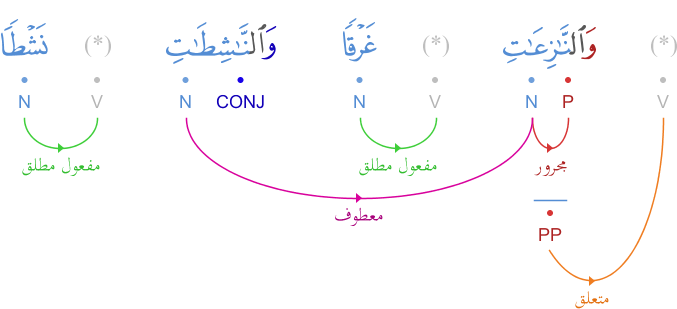 (*) وَٱلنَّـٰزِعَـٰتِ (*) غَرْقًا وَٱلنَّـٰشِطَـٰتِ (*) نَشْطًا
V P N V N CONJ N V N
مجرور مفعول مطلق مفعول مطلق
معطوف
PP
متعلق